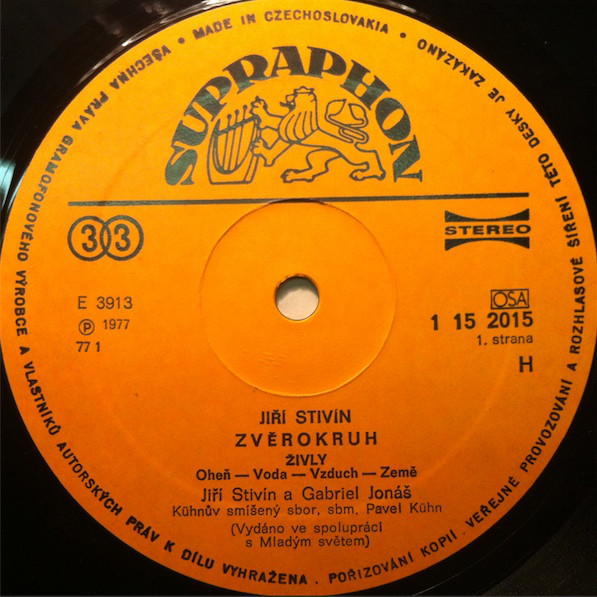 VŠECHNA PRÁVA GRAMOFONOVÉHO VÝROBCE A VLASTNÍKŮ AUTORSKÝCH PRÁV K DÍLU VYHRAŽENA . POŘIZOVÁNÍ KOPIÍ . VEŘEJNÉ PROVOZOVÁNÍ A ROZHLASOVÉ ŠÍŘENÍ TÉTO DESKY JE ZAKÁZÁNO
• MADE IN CZECHOSLOVAKIA •
SUPRAPHON
33
STEREO
E 3913
Ⓟ 1977
77 1
OSA
1 15 2015
1. strana
H
JIŘÍ STIVÍN
ZVĚROKRUH
ŽIVLY
Oheň — Voda — Vzduch — Země
Jiří Stivín a Gabriel Jonáš
Kühnův smíšený sbor, sbm. Pavel Kühn
(Vydáno ve spolupráci
s Mladým světem)